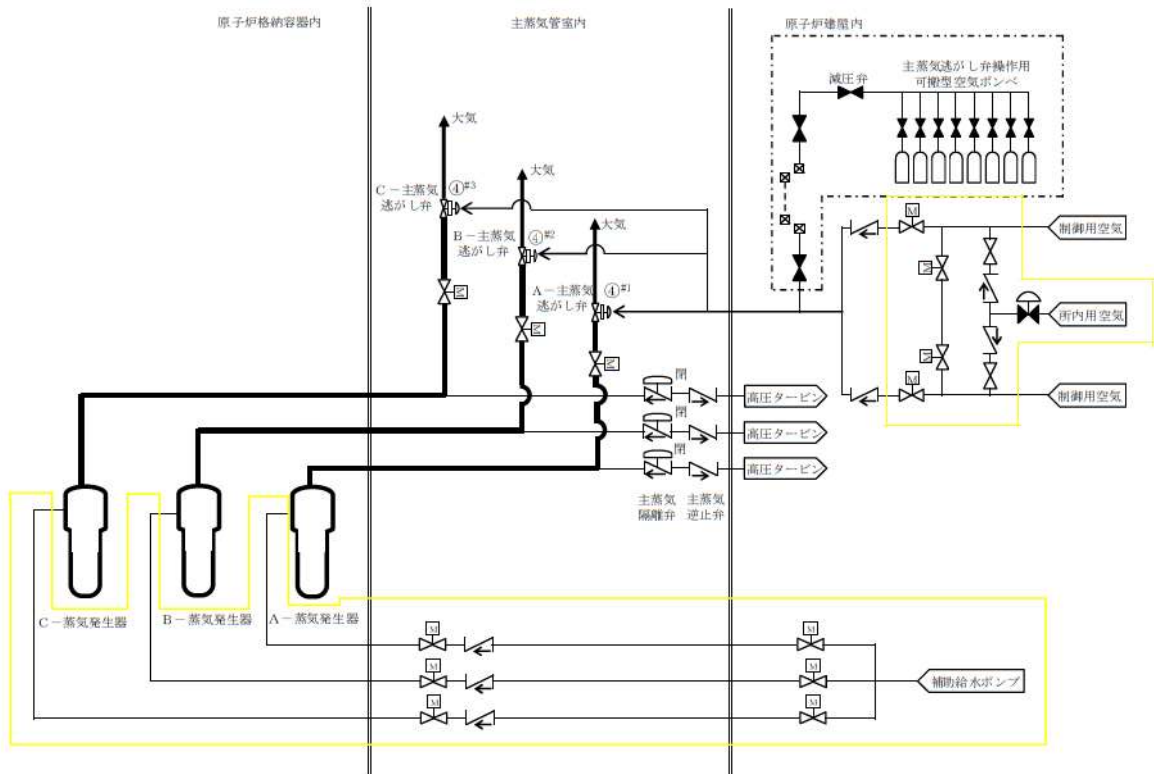 原子炉格納容器内
主蒸気管室内
原子炉建屋内
減圧弁
主蒸気逃がし弁操作用
可搬型空気ボンベ
大気
大気
大気
C－主蒸気
逃がし弁
④#3
B－主蒸気
逃がし弁
④#2
A－主蒸気
逃がし弁
④#1
M
M
M
M
M
M
M
制御用空気
所内用空気
制御用空気
閉
高圧タービン
閉
高圧タービン
閉
高圧タービン
主蒸気
隔離弁
主蒸気
逆止弁
C－蒸気発生器
B－蒸気発生器
A－蒸気発生器
M
M
M
M
M
M
補助給水ポンプ